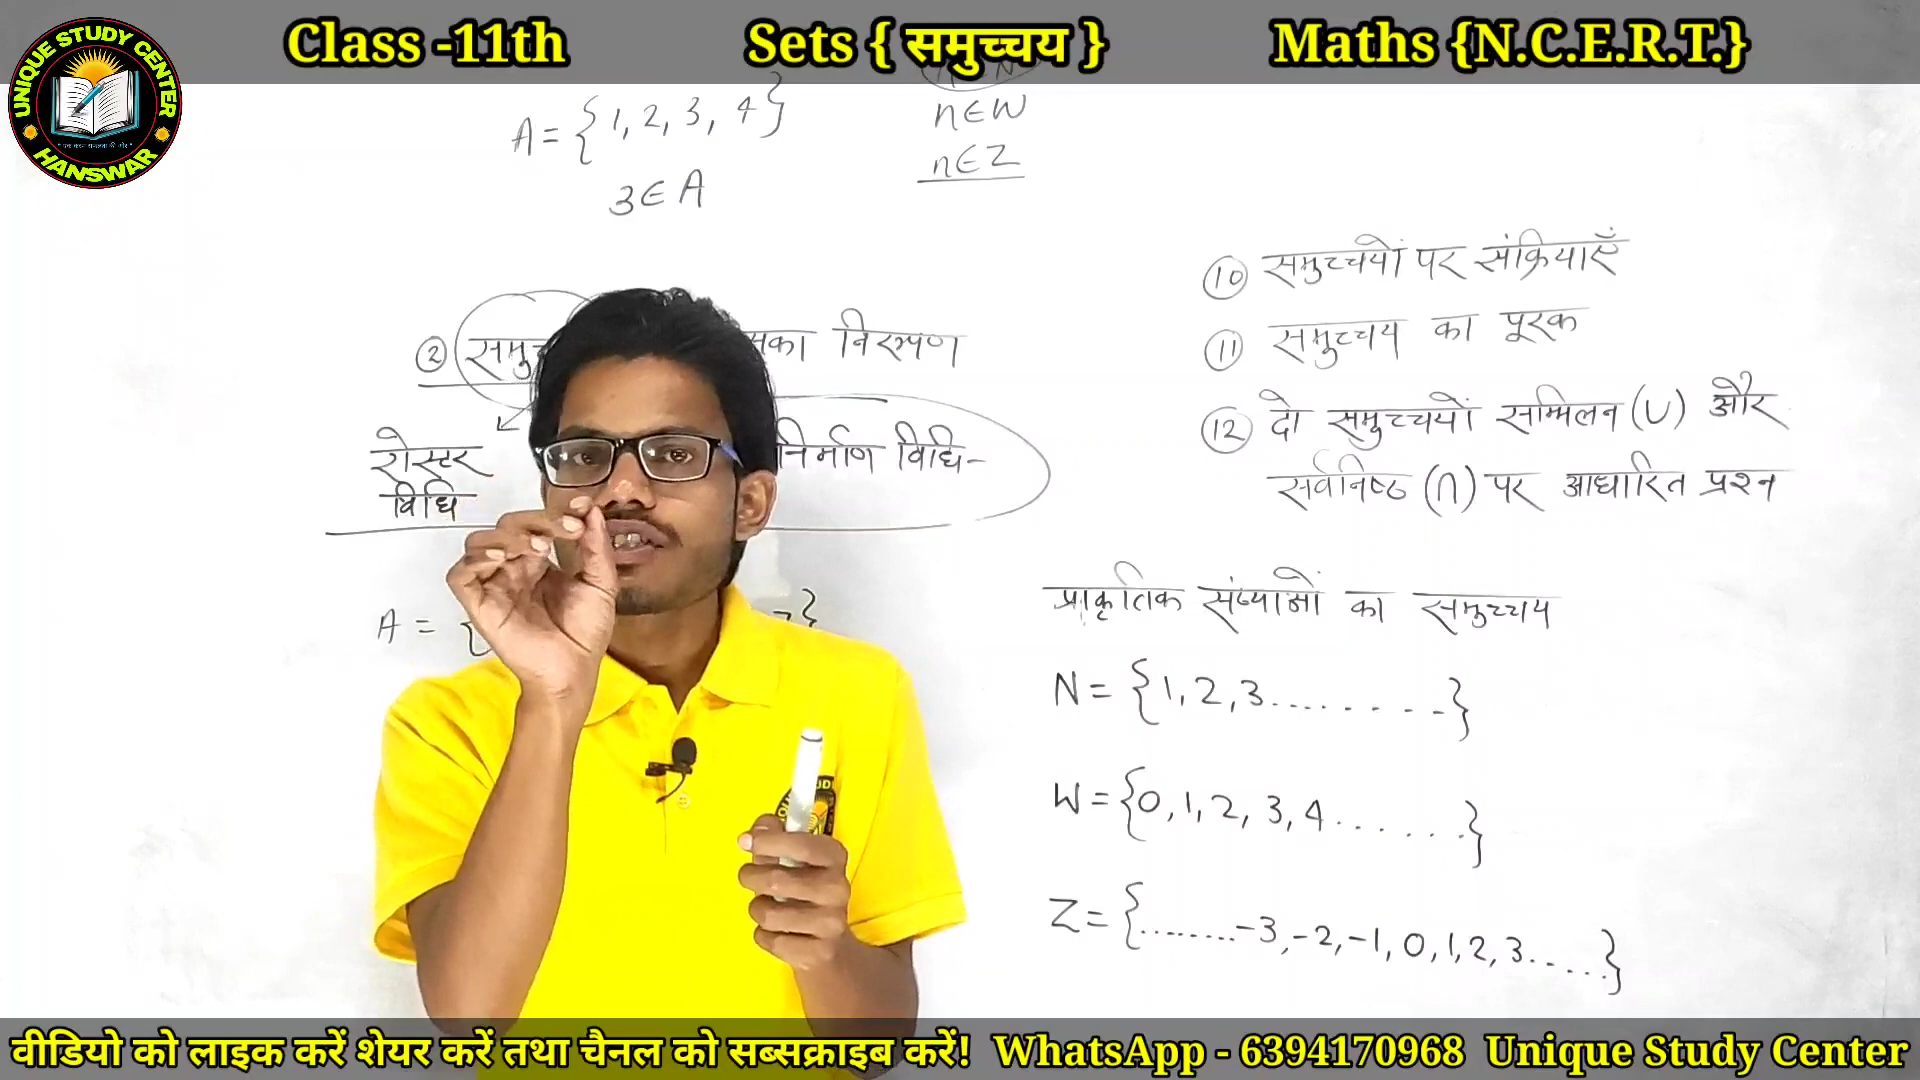 Class -11th
Sets { समुच्चय }
Maths {N.C.E.R.T.}
UNIQUE STUDY CENTER
HANSWAR
A = {1, 2, 3, 4}
3 ∈ A
n ∈ W
n ∈ Z
② का निरूपण
रोस्टर
विधि
निर्माण विधि-
A = {
}
⑩ समुच्चयों पर संक्रियाएँ
⑪ समुच्चय का पूरक
⑫ दो समुच्चयों सम्मिलन (∪) और
सर्वनिष्ठ (∩) पर आधारित प्रश्न
प्राकृतिक संख्याओं का समुच्चय
N = {1, 2, 3........-}
W = {0, 1, 2, 3, 4......}
Z = {........-3, -2, -1, 0, 1, 2, 3.....}
वीडियो को लाइक करें शेयर करें तथा चैनल को सब्सक्राइब करें! WhatsApp - 6394170968 Unique Study Center